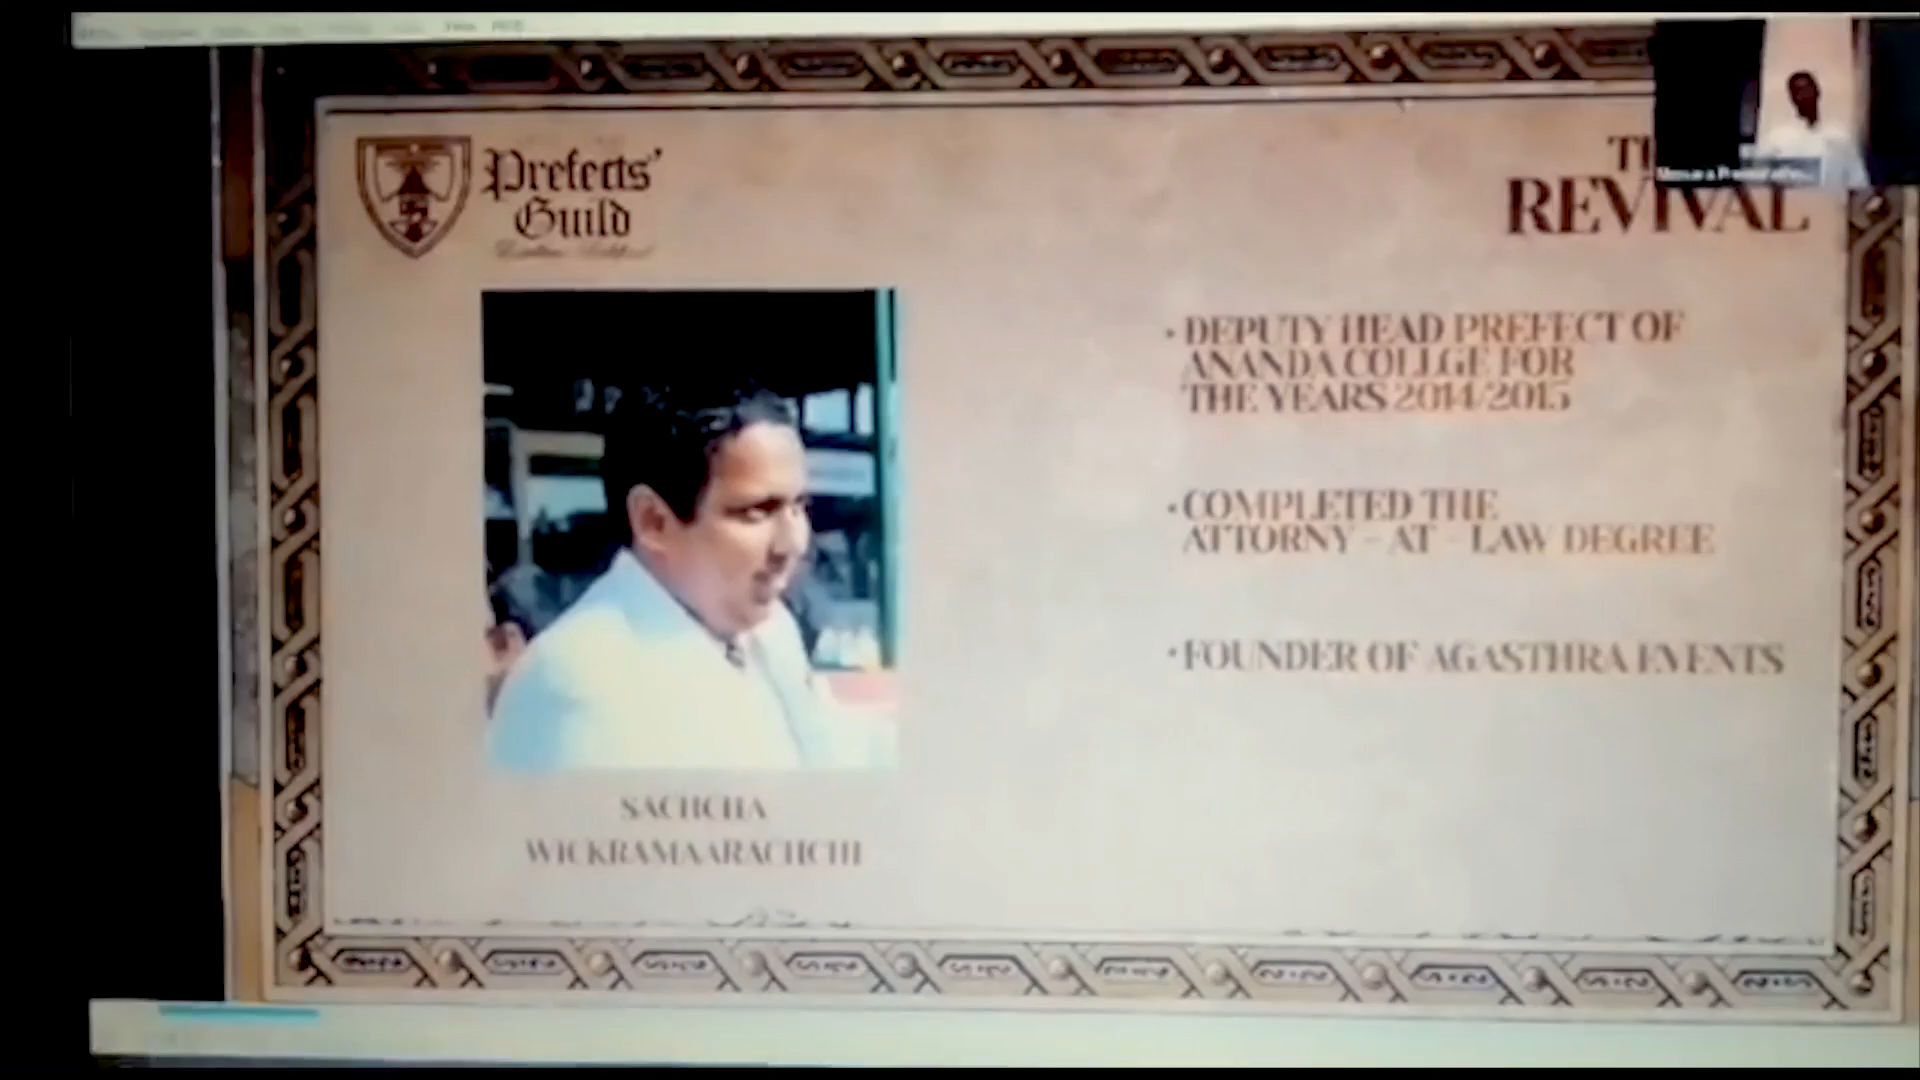 Prefects'
Guild
REVIVAL
• DEPUTY HEAD PREFECT OF
ANANDA COLLGE FOR
THE YEARS 2014/2015
• COMPLETED THE
ATTORNY - AT - LAW DEGREE
• FOUNDER OF AGASTHRA EVENTS
SACHCHA
WICKRAMAARACHCHI